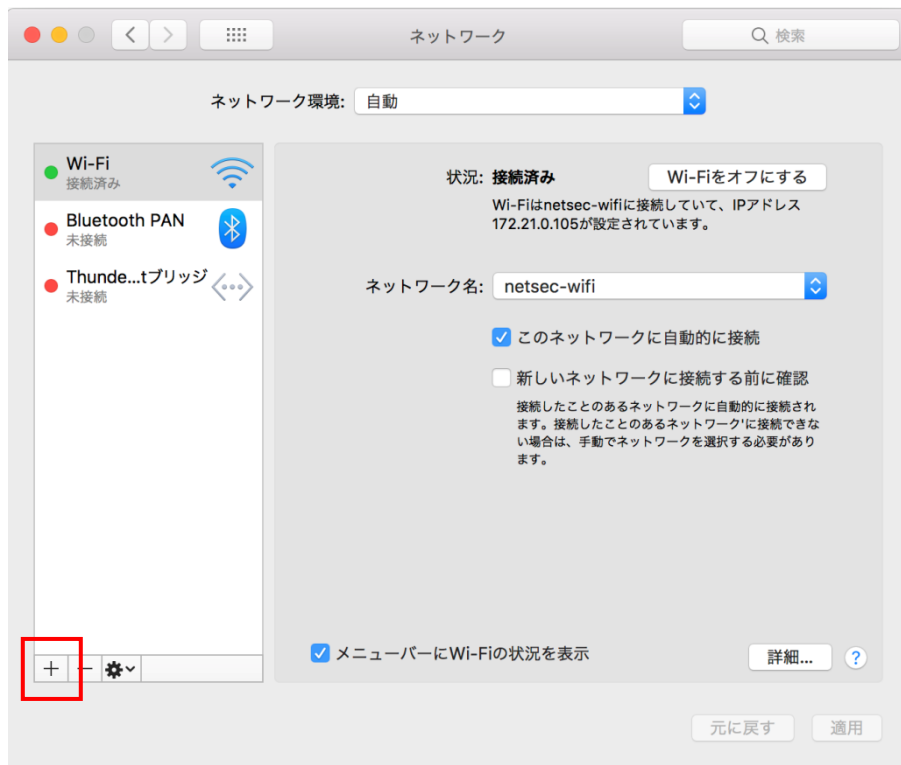 ネットワーク
検索
ネットワーク環境: 自動
Wi-Fi
接続済み
Bluetooth PAN
未接続
Thunde...tブリッジ
未接続
状況: 接続済み
Wi-Fiをオフにする
Wi-Fiはnetsec-wifiに接続していて、IPアドレス
172.21.0.105が設定されています。
ネットワーク名: netsec-wifi
このネットワークに自動的に接続
新しいネットワークに接続する前に確認
接続したことのあるネットワークに自動的に接続され
ます。接続したことのあるネットワーク'に接続できな
い場合は、手動でネットワークを選択する必要があり
ます。
メニューバーにWi-Fiの状況を表示
詳細...
?
元に戻す
適用